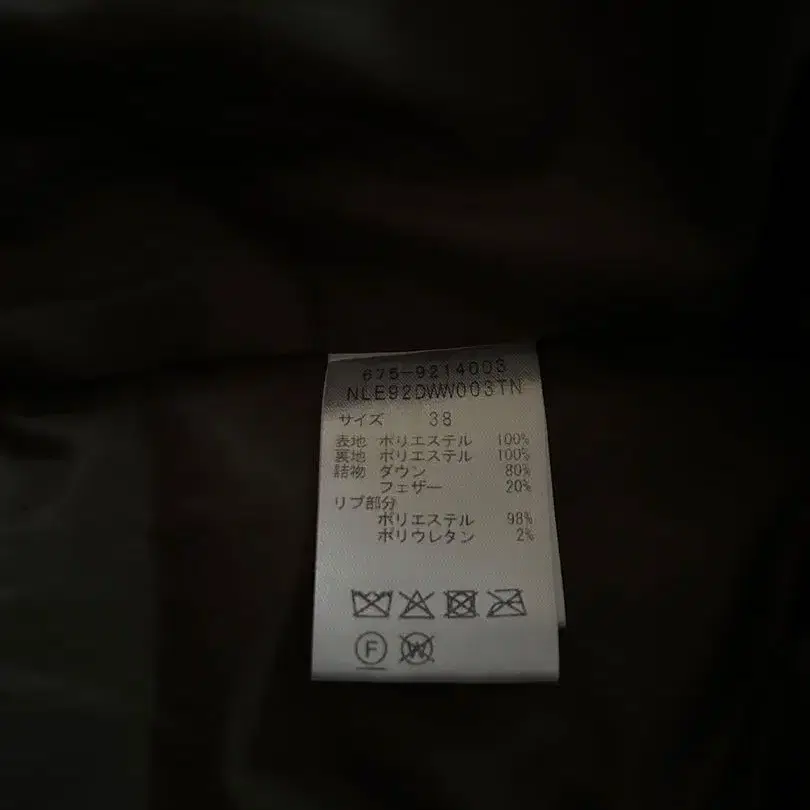 675-9214003
NLE92DWW003TN
サイズ 38
表地 ポリエステル 100%
裏地 ポリエステル 100%
詰物 ダウン 80%
フェザー 20%
リブ部分
ポリエステル 98%
ポリウレタン 2%
F W